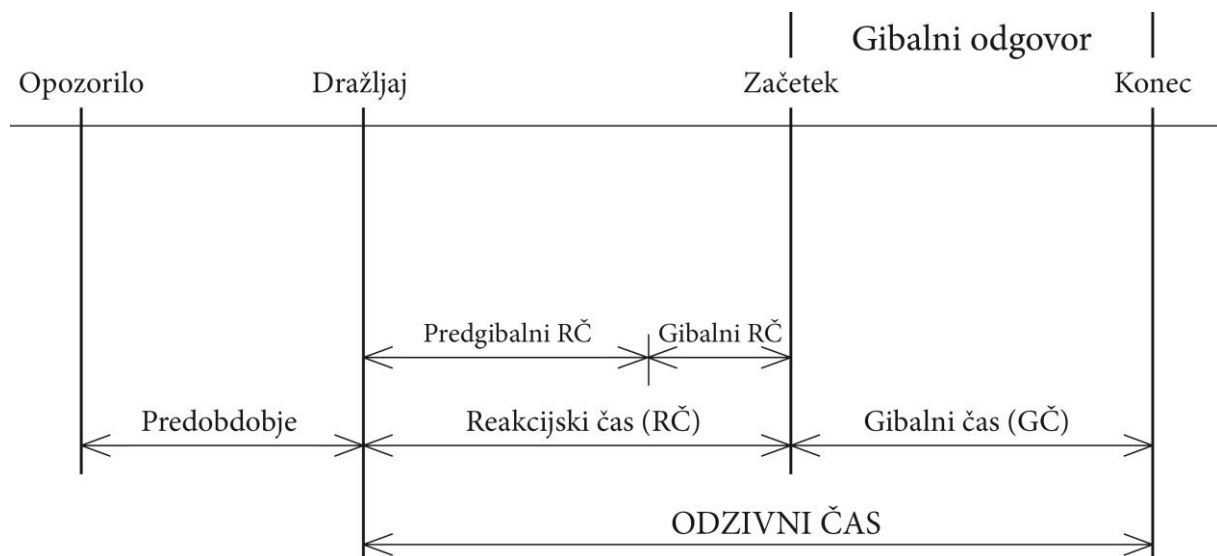 Gibalni odgovor
Opozorilo
Dražljaj
Začetek
Konec
Predgibalni RČ
Gibalni RČ
Predobdobje
Reakcijski čas (RČ)
Gibalni čas (GČ)
ODZIVNI ČAS